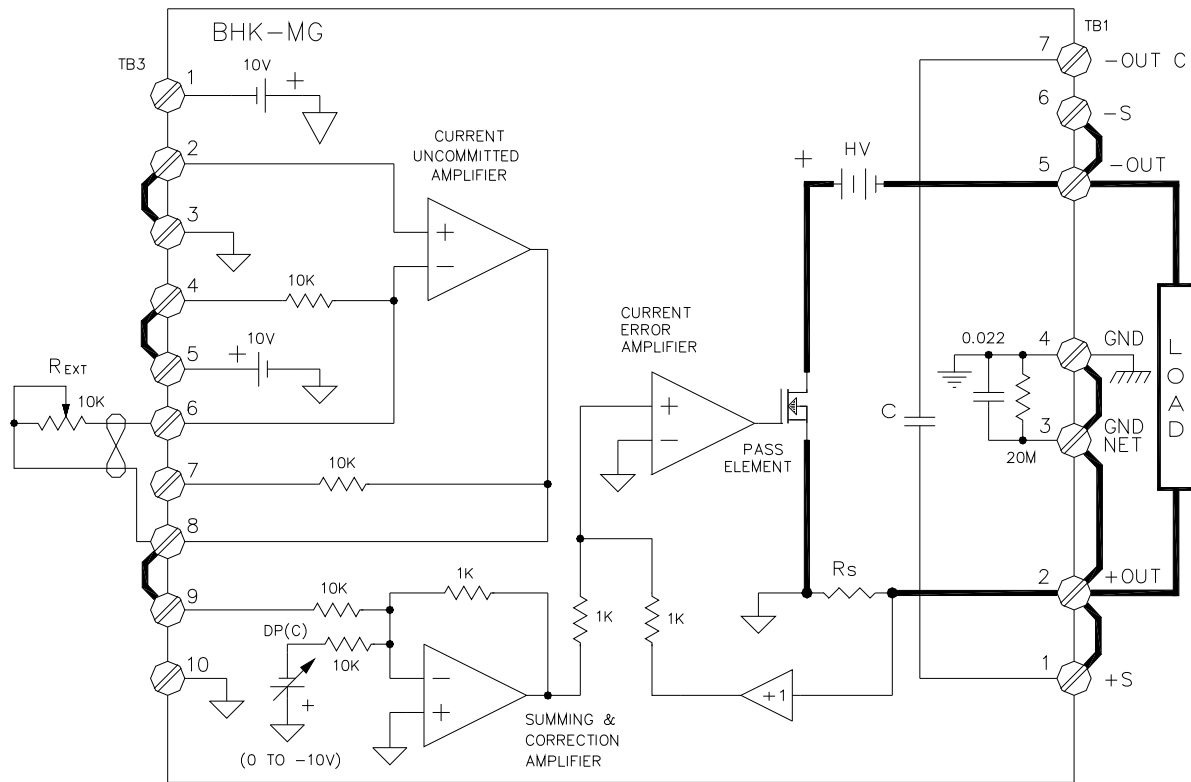 BHK-MG
TB3
TB1
1
10V
+
2
3
4
10K
5
+
10V
REXT
10K
6
7
10K
8
9
10K
DP(C)
10K
+
(0 TO -10V)
10
CURRENT
UNCOMMITTED
AMPLIFIER
+
−
1K
−
+
SUMMING &
CORRECTION
AMPLIFIER
CURRENT
ERROR
AMPLIFIER
+
−
PASS
ELEMENT
1K
1K
+1
+
HV
Rs
C
0.022
20M
7
-OUT C
6
-S
5
-OUT
4
GND
3
GND
NET
2
+OUT
1
+S
LOAD